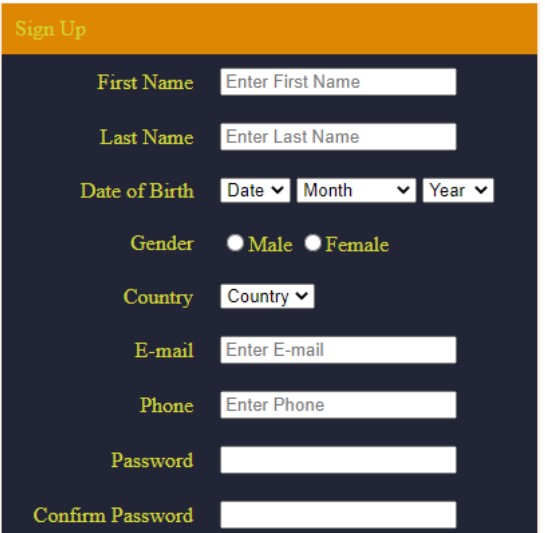 Sign Up
First Name Enter First Name
Last Name Enter Last Name
Date of Birth Date Month Year
Gender Male Female
Country Country
E-mail Enter E-mail
Phone Enter Phone
Password
Confirm Password